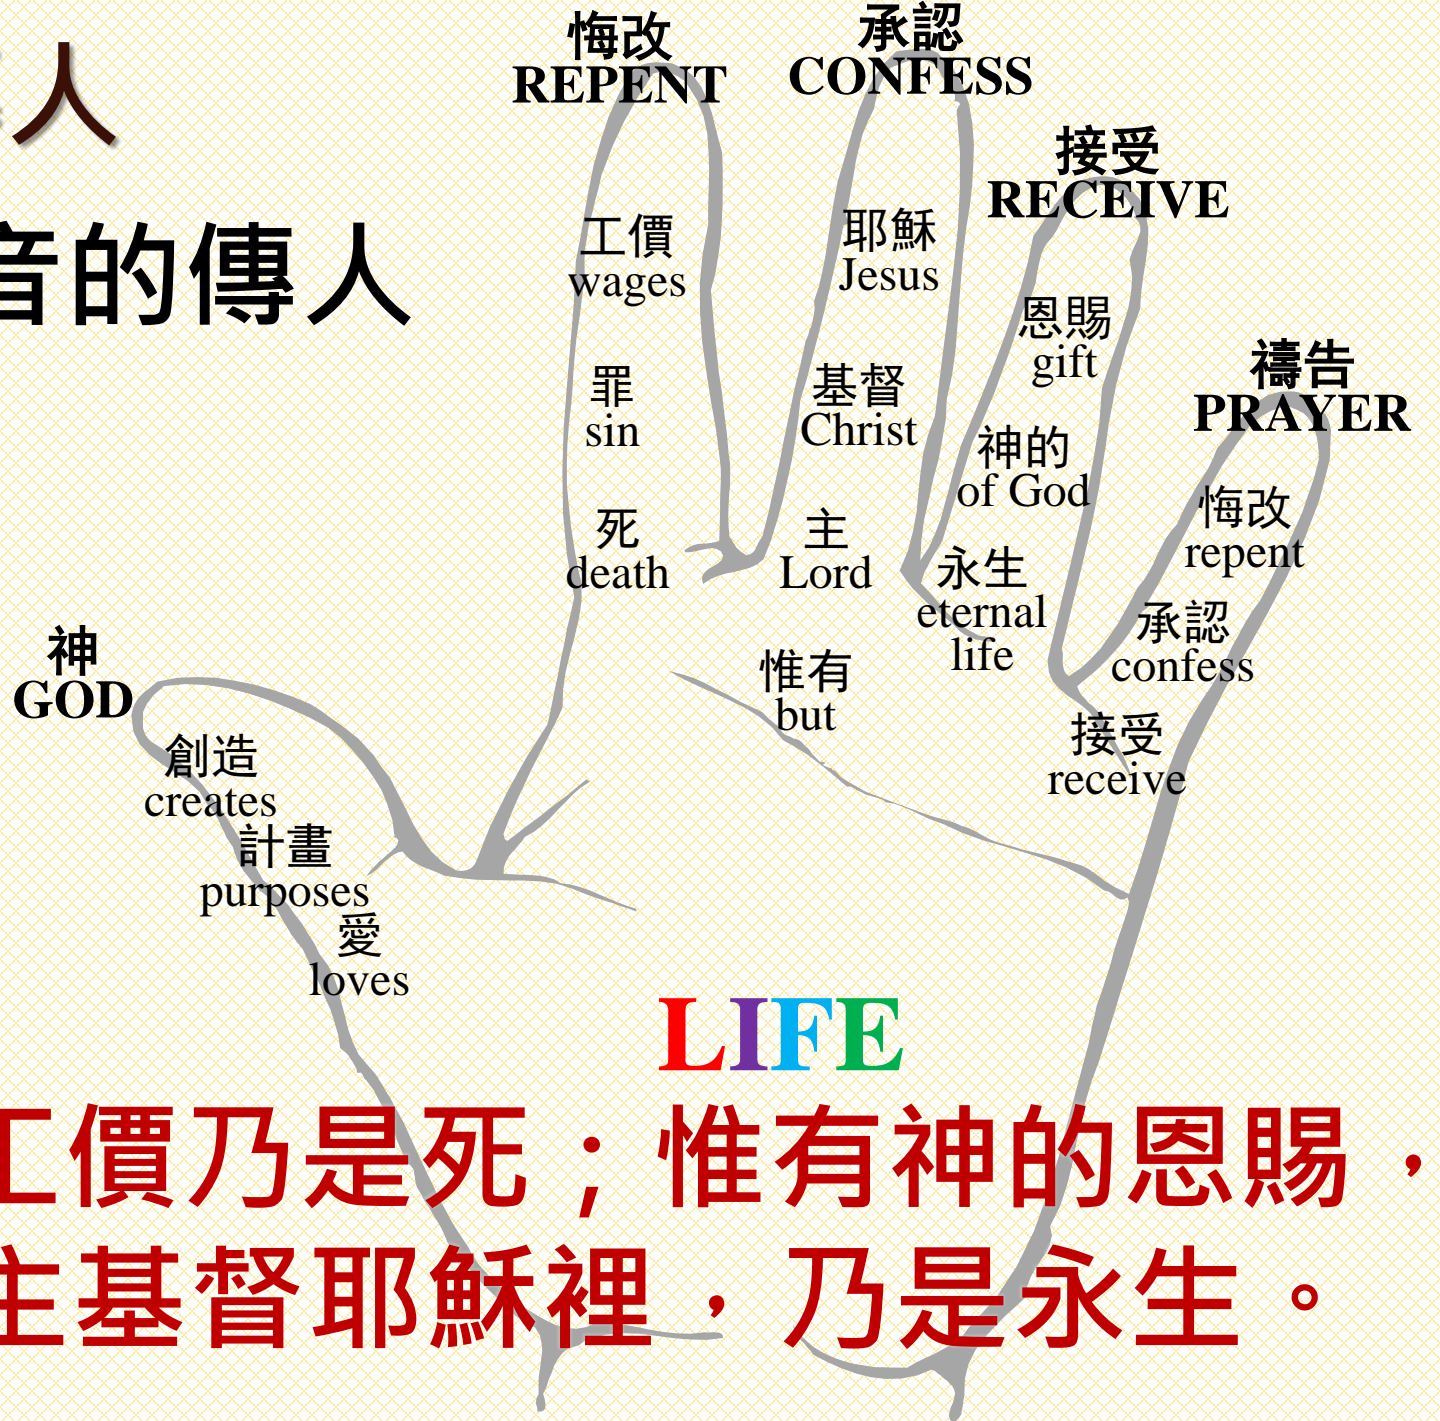 人
音的傳人
悔改
REPENT
承認
CONFESS
接受
RECEIVE
禱告
PRAYER
神
GOD
工價
wages
罪
sin
死
death
耶穌
Jesus
基督
Christ
主
Lord
惟有
but
恩賜
gift
神的
of God
永生
eternal
life
悔改
repent
承認
confess
接受
receive
創造
creates
計畫
purposes
愛
loves
LIFE
工價乃是死；惟有神的恩賜，
主基督耶穌裡，乃是永生。